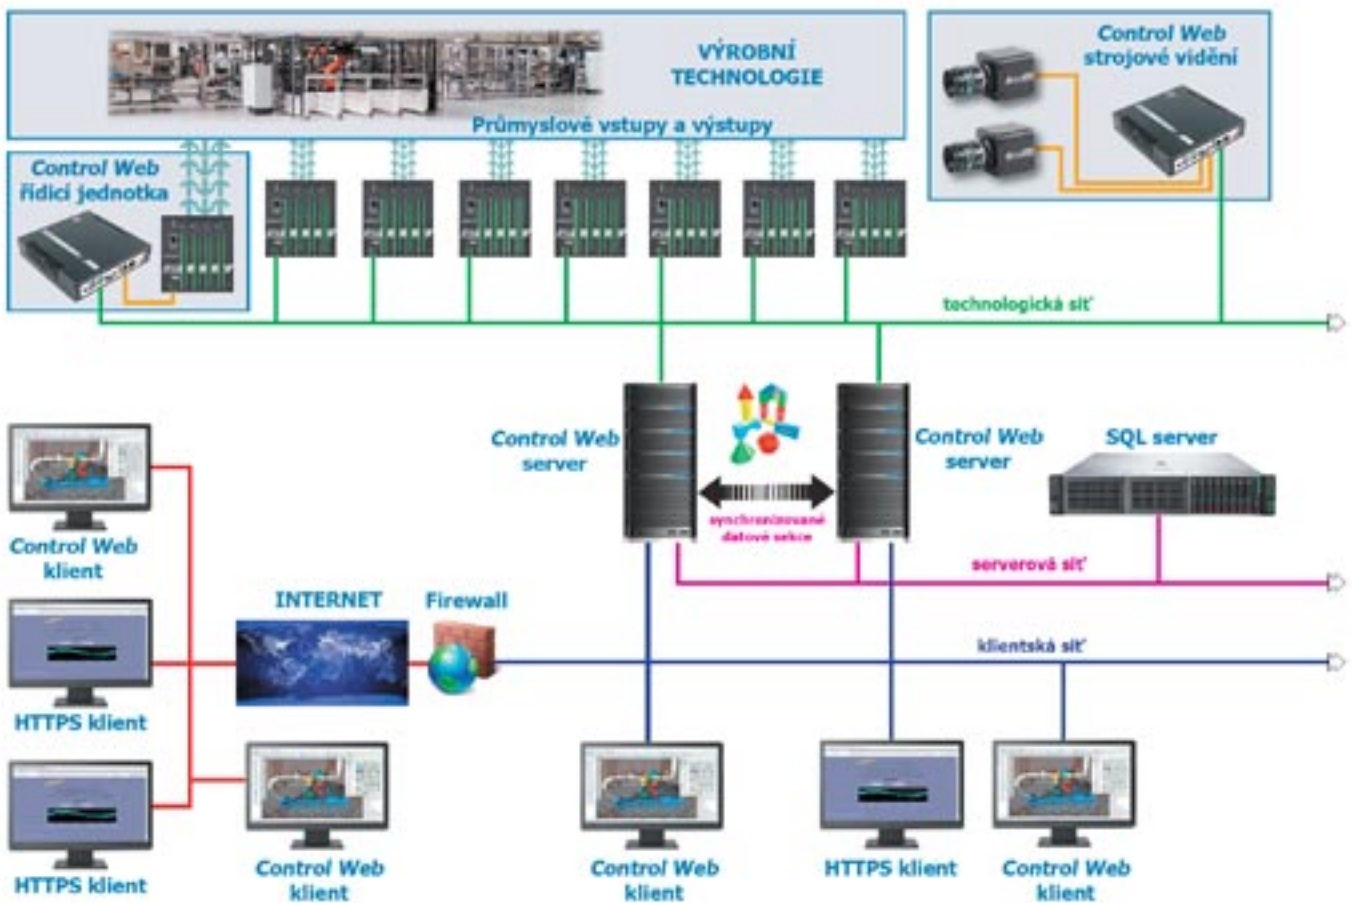 VÝROBNÍ
TECHNOLOGIE
Průmyslové vstupy a výstupy
Control Web
strojové vidění
Control Web
řídicí jednotka
technologická síť
Control Web
server
synchronizované
datové sekce
Control Web
server
SQL server
serverová síť
Control Web
klient
INTERNET
Firewall
klientská síť
HTTPS klient
HTTPS klient
Control Web
klient
Control Web
klient
HTTPS klient
Control Web
klient